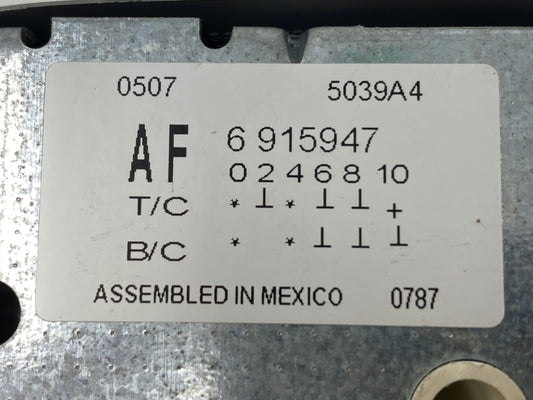 0507 5039A4
AF 6 915947
0 2 4 6 8 10
T/C * ⊥ * ⊥ ⊥ +
B/C * * ⊥ ⊥ ⊥
ASSEMBLED IN MEXICO 0787